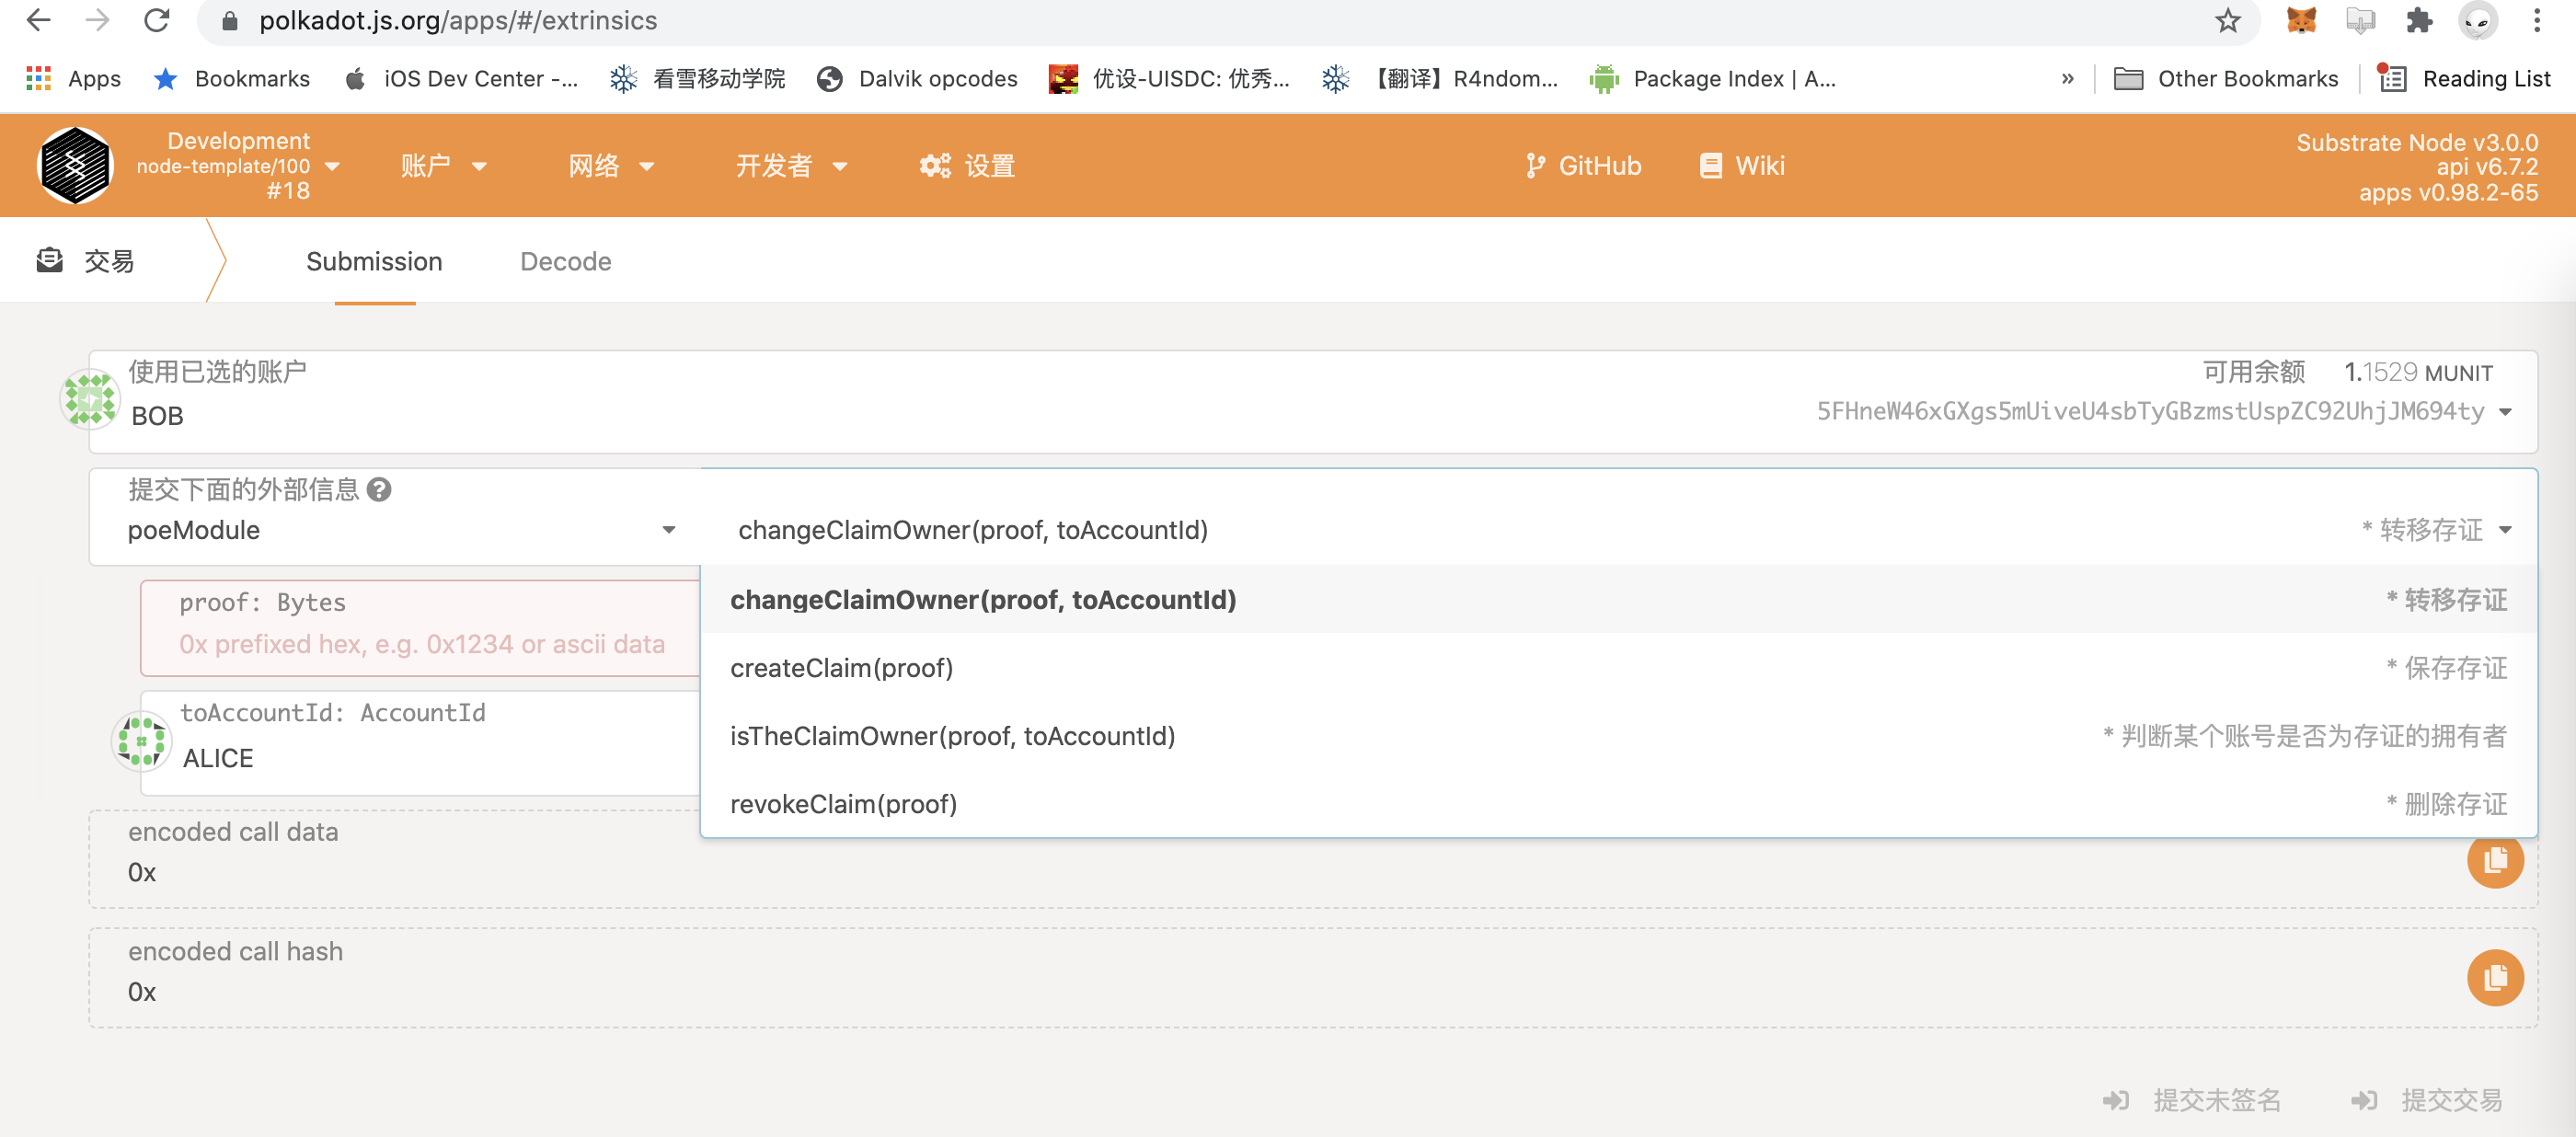 polkadot.js.org/apps/#/extrinsics
Apps Bookmarks iOS Dev Center -... 看雪移动学院 Dalvik opcodes 优设-UISDC: 优秀... 【翻译】R4ndom... Package Index | A... » Other Bookmarks Reading List
Development
node-template/100
#18
账户 网络 开发者 设置 GitHub Wiki
Substrate Node v3.0.0
api v6.7.2
apps v0.98.2-65
交易 Submission Decode
使用已选的账户
BOB
可用余额 1.1529 MUNIT
5FHneW46xGXgs5mUiveU4sbTyGBzmstUspZC92UhjJM694ty
提交下面的外部信息
poeModule
changeClaimOwner(proof, toAccountId) * 转移存证
changeClaimOwner(proof, toAccountId) * 转移存证
createClaim(proof) * 保存存证
isTheClaimOwner(proof, toAccountId) * 判断某个账号是否为存证的拥有者
revokeClaim(proof) * 删除存证
proof: Bytes
0x prefixed hex, e.g. 0x1234 or ascii data
toAccountId: AccountId
ALICE
encoded call data
0x
encoded call hash
0x
提交未签名 提交交易